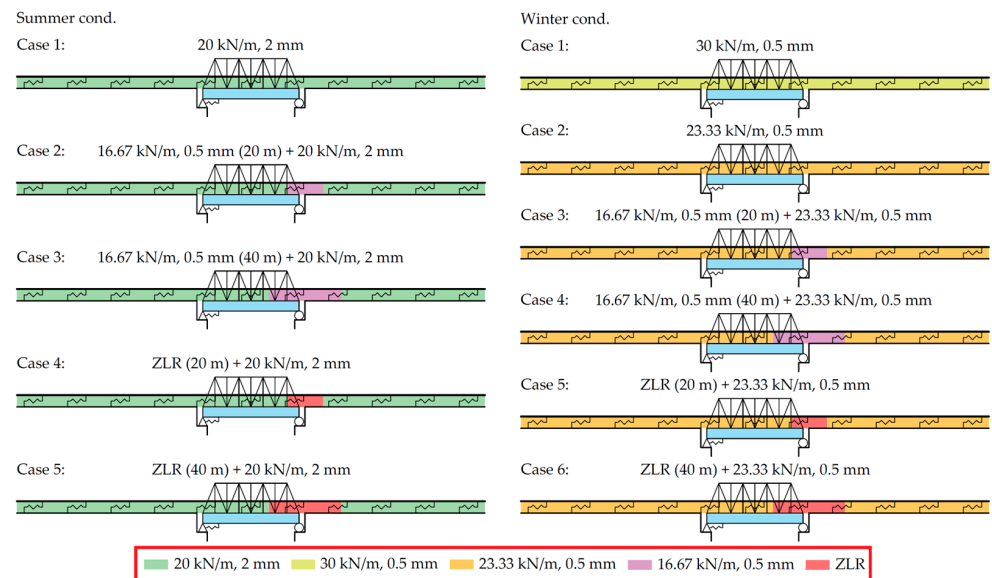 Summer cond.
Case 1: 20 kN/m, 2 mm
Case 2: 16.67 kN/m, 0.5 mm (20 m) + 20 kN/m, 2 mm
Case 3: 16.67 kN/m, 0.5 mm (40 m) + 20 kN/m, 2 mm
Case 4: ZLR (20 m) + 20 kN/m, 2 mm
Case 5: ZLR (40 m) + 20 kN/m, 2 mm
Winter cond.
Case 1: 30 kN/m, 0.5 mm
Case 2: 23.33 kN/m, 0.5 mm
Case 3: 16.67 kN/m, 0.5 mm (20 m) + 23.33 kN/m, 0.5 mm
Case 4: 16.67 kN/m, 0.5 mm (40 m) + 23.33 kN/m, 0.5 mm
Case 5: ZLR (20 m) + 23.33 kN/m, 0.5 mm
Case 6: ZLR (40 m) + 23.33 kN/m, 0.5 mm
20 kN/m, 2 mm 30 kN/m, 0.5 mm 23.33 kN/m, 0.5 mm 16.67 kN/m, 0.5 mm ZLR